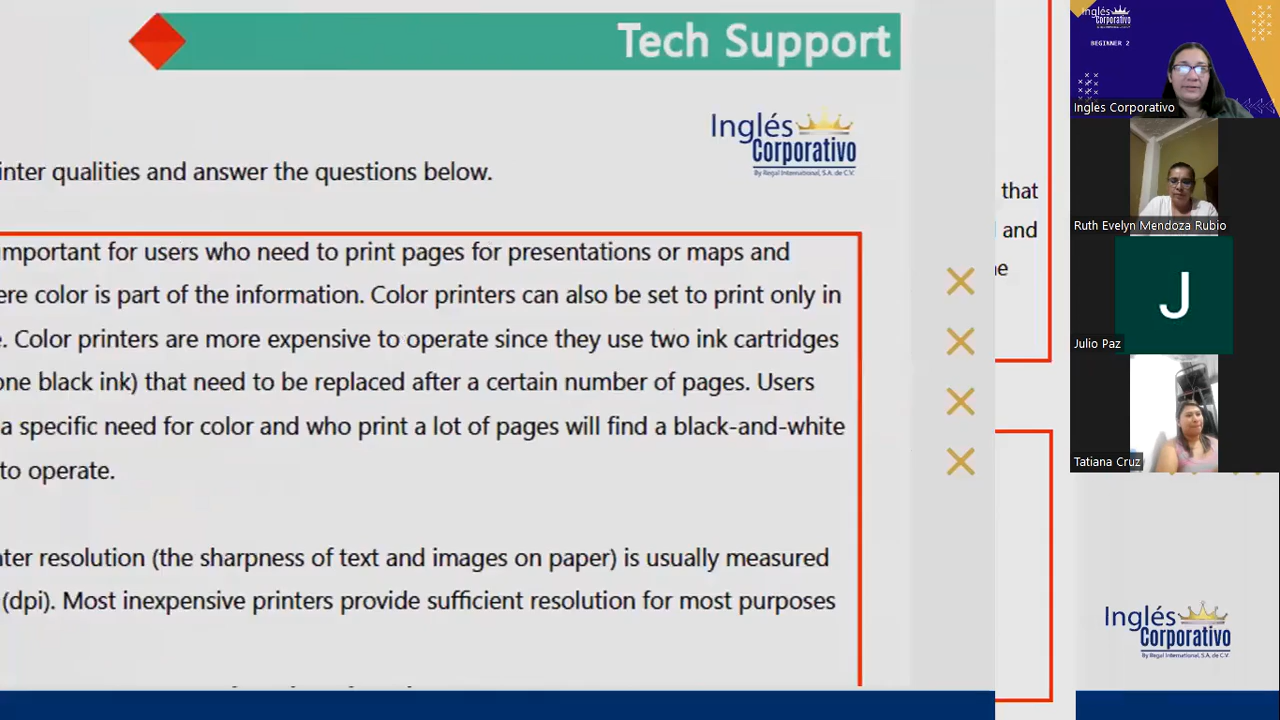 Tech Support
Inglés
Corporativo
By Regal International, S.A. de C.V.
inter qualities and answer the questions below.
important for users who need to print pages for presentations or maps and
ere color is part of the information. Color printers can also be set to print only in
e. Color printers are more expensive to operate since they use two ink cartridges
one black ink) that need to be replaced after a certain number of pages. Users
a specific need for color and who print a lot of pages will find a black-and-white
to operate.
nter resolution (the sharpness of text and images on paper) is usually measured
(dpi). Most inexpensive printers provide sufficient resolution for most purposes
that
and
ne
Inglés
Corporativo
BEGINNER 2
Ingles Corporativo
Ruth Evelyn Mendoza Rubio
J
Julio Paz
Tatiana Cruz
Inglés
Corporativo
By Regal International, S.A. de C.V.